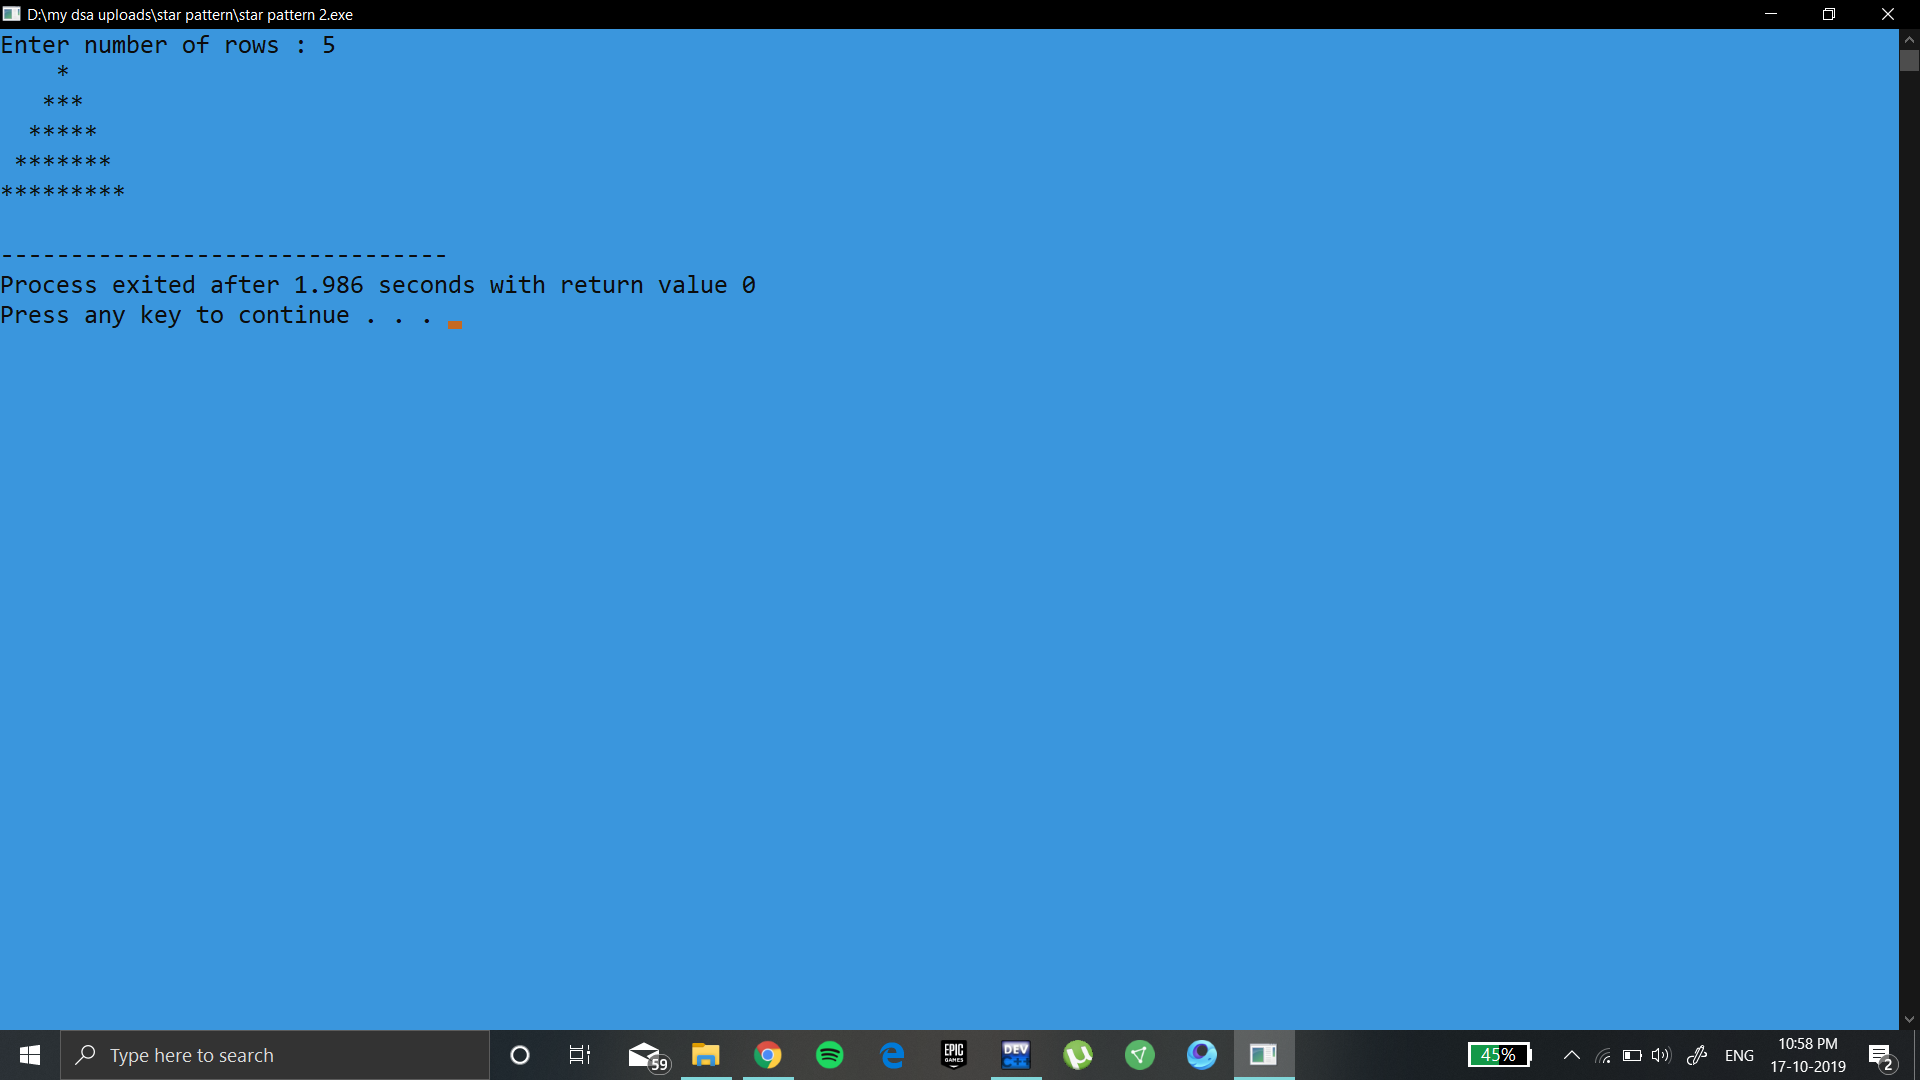 D:\my dsa uploads\star pattern\star pattern 2.exe
Enter number of rows : 5
    *
   ***
  *****
 *******
*********
--------------------------------
Process exited after 1.986 seconds with return value 0
Press any key to continue . . .
Type here to search
59
EPIC GAMES
DEV C++
45%
ENG
10:58 PM
17-10-2019
2